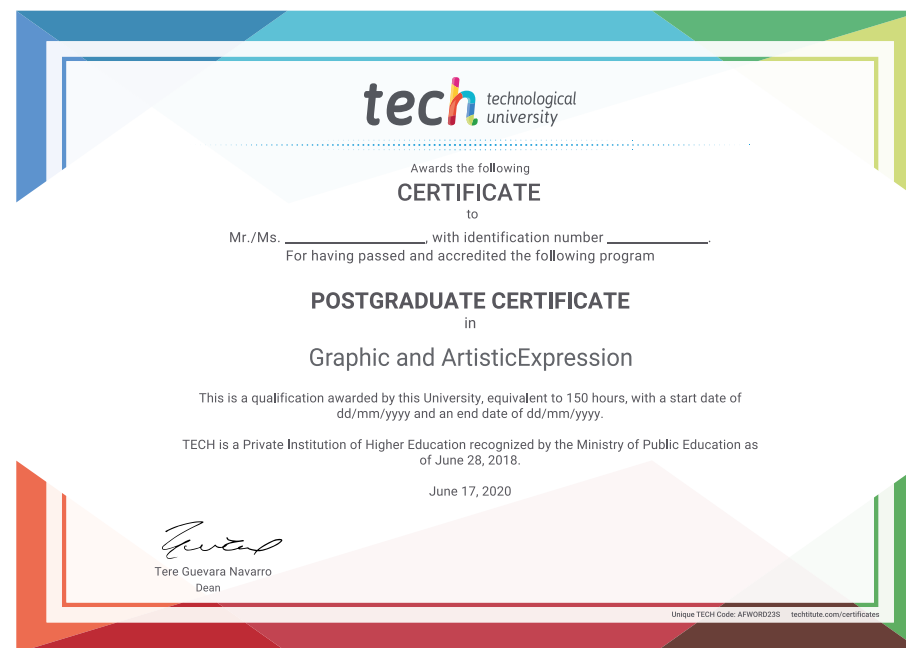 tech technological
university
Awards the following
CERTIFICATE
to
Mr./Ms. ____________________, with identification number ______________.
For having passed and accredited the following program
POSTGRADUATE CERTIFICATE
in
Graphic and ArtisticExpression
This is a qualification awarded by this University, equivalent to 150 hours, with a start date of
dd/mm/yyyy and an end date of dd/mm/yyyy.
TECH is a Private Institution of Higher Education recognized by the Ministry of Public Education as
of June 28, 2018.
June 17, 2020
Tere Guevara Navarro
Dean
Unique TECH Code: AFWORD23S techtitute.com/certificates